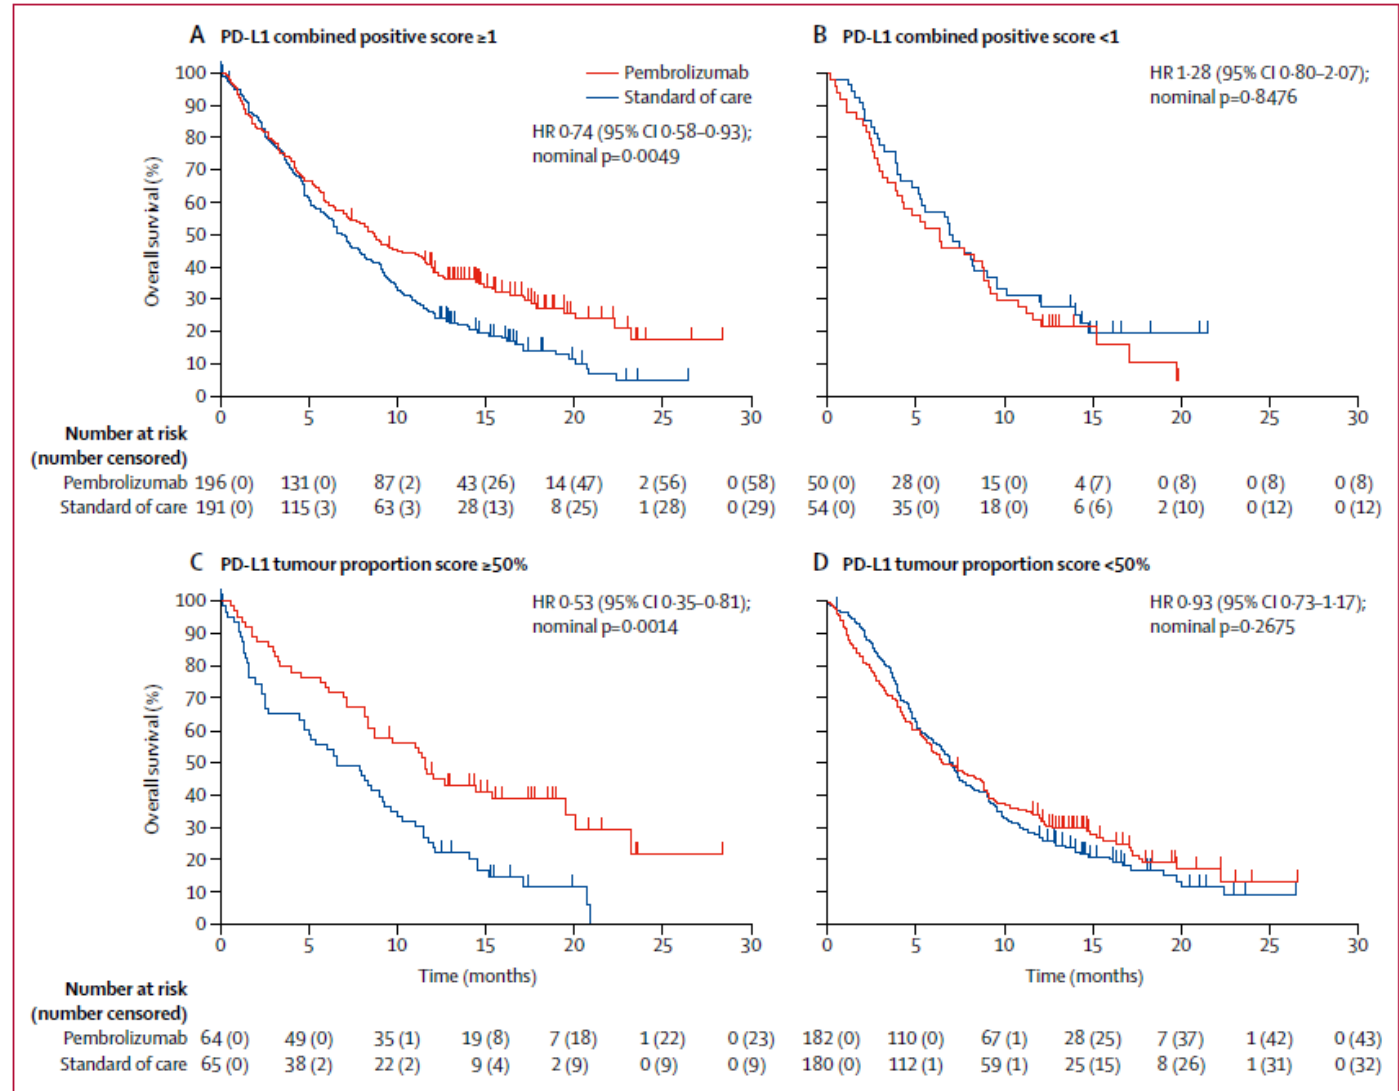 A PD-L1 combined positive score ≥1
100
90
80
70
60
50
40
30
20
10
0
Overall survival (%)
Pembrolizumab
Standard of care
HR 0·74 (95% CI 0·58–0·93);
nominal p=0·0049
0 5 10 15 20 25 30
B PD-L1 combined positive score <1
HR 1·28 (95% CI 0·80–2·07);
nominal p=0·8476
0 5 10 15 20 25 30
Number at risk
(number censored)
Pembrolizumab 196 (0) 131 (0) 87 (2) 43 (26) 14 (47) 2 (56) 0 (58) 50 (0) 28 (0) 15 (0) 4 (7) 0 (8) 0 (8) 0 (8)
Standard of care 191 (0) 115 (3) 63 (3) 28 (13) 8 (25) 1 (28) 0 (29) 54 (0) 35 (0) 18 (0) 6 (6) 2 (10) 0 (12) 0 (12)
C PD-L1 tumour proportion score ≥50%
100
90
80
70
60
50
40
30
20
10
0
Overall survival (%)
HR 0·53 (95% CI 0·35–0·81);
nominal p=0·0014
0 5 10 15 20 25 30
Time (months)
D PD-L1 tumour proportion score <50%
HR 0·93 (95% CI 0·73–1·17);
nominal p=0·2675
0 5 10 15 20 25 30
Time (months)
Number at risk
(number censored)
Pembrolizumab 64 (0) 49 (0) 35 (1) 19 (8) 7 (18) 1 (22) 0 (23) 182 (0) 110 (0) 67 (1) 28 (25) 7 (37) 1 (42) 0 (43)
Standard of care 65 (0) 38 (2) 22 (2) 9 (4) 2 (9) 0 (9) 0 (9) 180 (0) 112 (1) 59 (1) 25 (15) 8 (26) 1 (31) 0 (32)